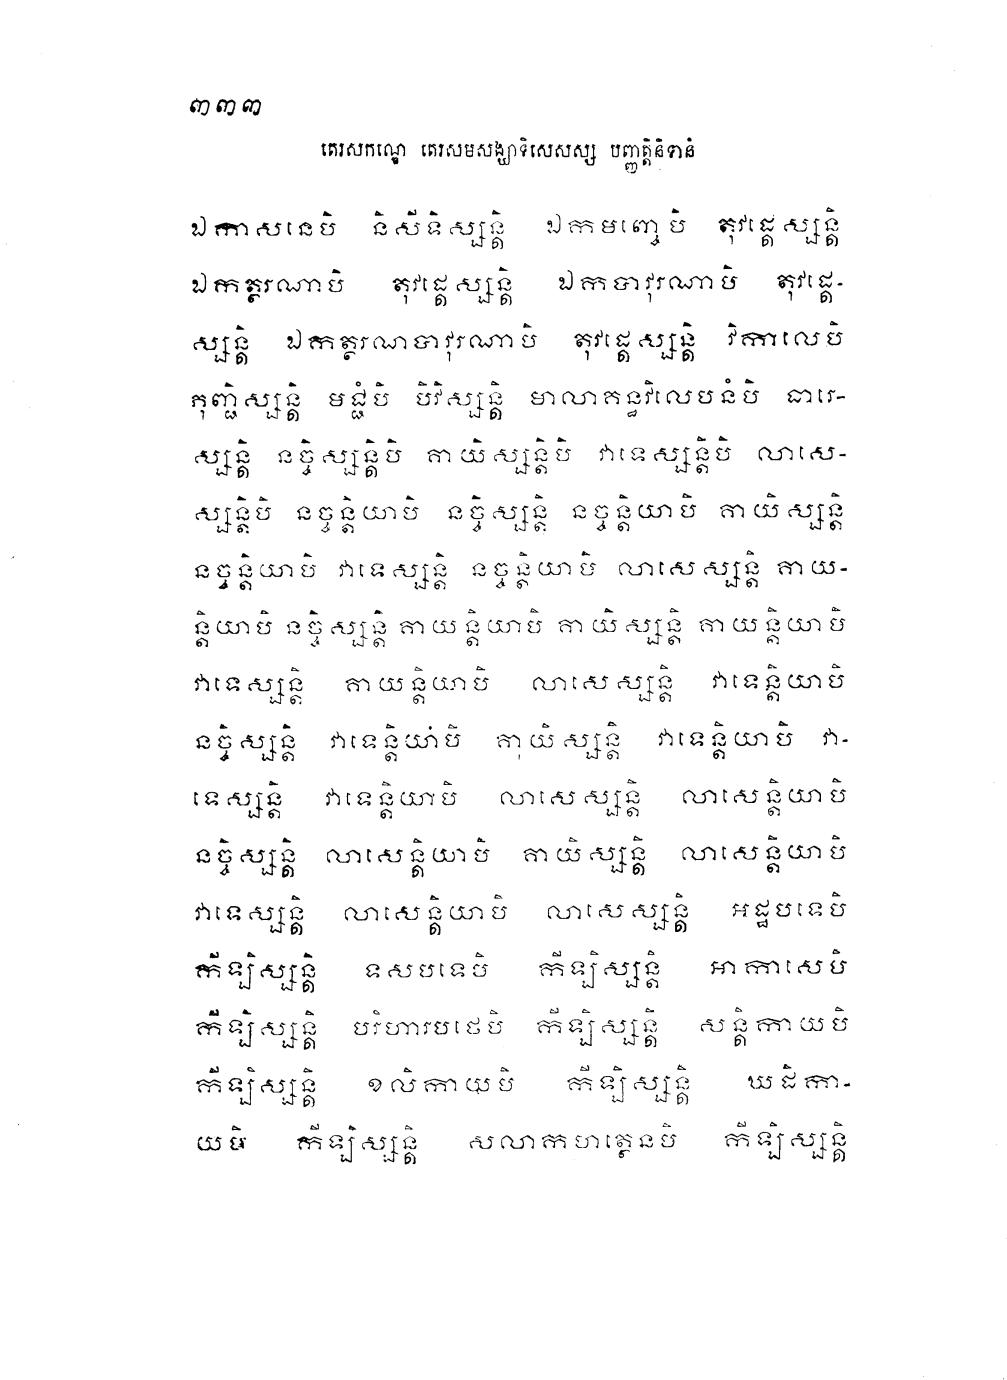 ៣៣៣
តេរសកណ្ឌេ តេរសមសង្ឃាទិសេសស្ស បញ្ញត្តិនិទានំ
ឯកាសនេបិ និសីទិស្សន្តិ ឯកមញ្ចេបិ តុវដ្តេស្សន្តិ
ឯកត្ថរណាបិ តុវដ្តេស្សន្តិ ឯកបាវុរណាបិ តុវដ្តេ-
ស្សន្តិ ឯកត្ថរណបាវុរណាបិ តុវដ្តេស្សន្តិ វិកាលេបិ
ភុញ្ជិស្សន្តិ មជ្ជំបិ បិវិស្សន្តិ មាលាគន្ធវិលេបនំបិ ធារេ-
ស្សន្តិ នច្ចិស្សន្តិបិ គាយិស្សន្តិបិ វាទេស្សន្តិបិ លាសេ-
ស្សន្តិបិ នច្ចន្តិយាបិ នច្ចិស្សន្តិ នច្ចន្តិយាបិ គាយិស្សន្តិ
នច្ចន្តិយាបិ វាទេស្សន្តិ នច្ចន្តិយាបិ លាសេស្សន្តិ គាយ-
ន្តិយាបិ នច្ចិស្សន្តិ គាយន្តិយាបិ គាយិស្សន្តិ គាយន្តិយាបិ
វាទេស្សន្តិ គាយន្តិយាបិ លាសេស្សន្តិ វាទេន្តិយាបិ
នច្ចិស្សន្តិ វាទេន្តិយាបិ គាយិស្សន្តិ វាទេន្តិយាបិ វា-
ទេស្សន្តិ វាទេន្តិយាបិ លាសេស្សន្តិ លាសេន្តិយាបិ
នច្ចិស្សន្តិ លាសេន្តិយាបិ គាយិស្សន្តិ លាសេន្តិយាបិ
វាទេស្សន្តិ លាសេន្តិយាបិ លាសេស្សន្តិ អដ្ឋបទេបិ
កីឡិស្សន្តិ ទសបទេបិ កីឡិស្សន្តិ អាកាសេបិ
កីឡិស្សន្តិ បរិហារបថេបិ កីឡិស្សន្តិ សន្តិកាយបិ
កីឡិស្សន្តិ ខលិកាយបិ កីឡិស្សន្តិ ឃដិកា-
យបិ កីឡិស្សន្តិ សលាកហត្ថេនបិ កីឡិស្សន្តិ